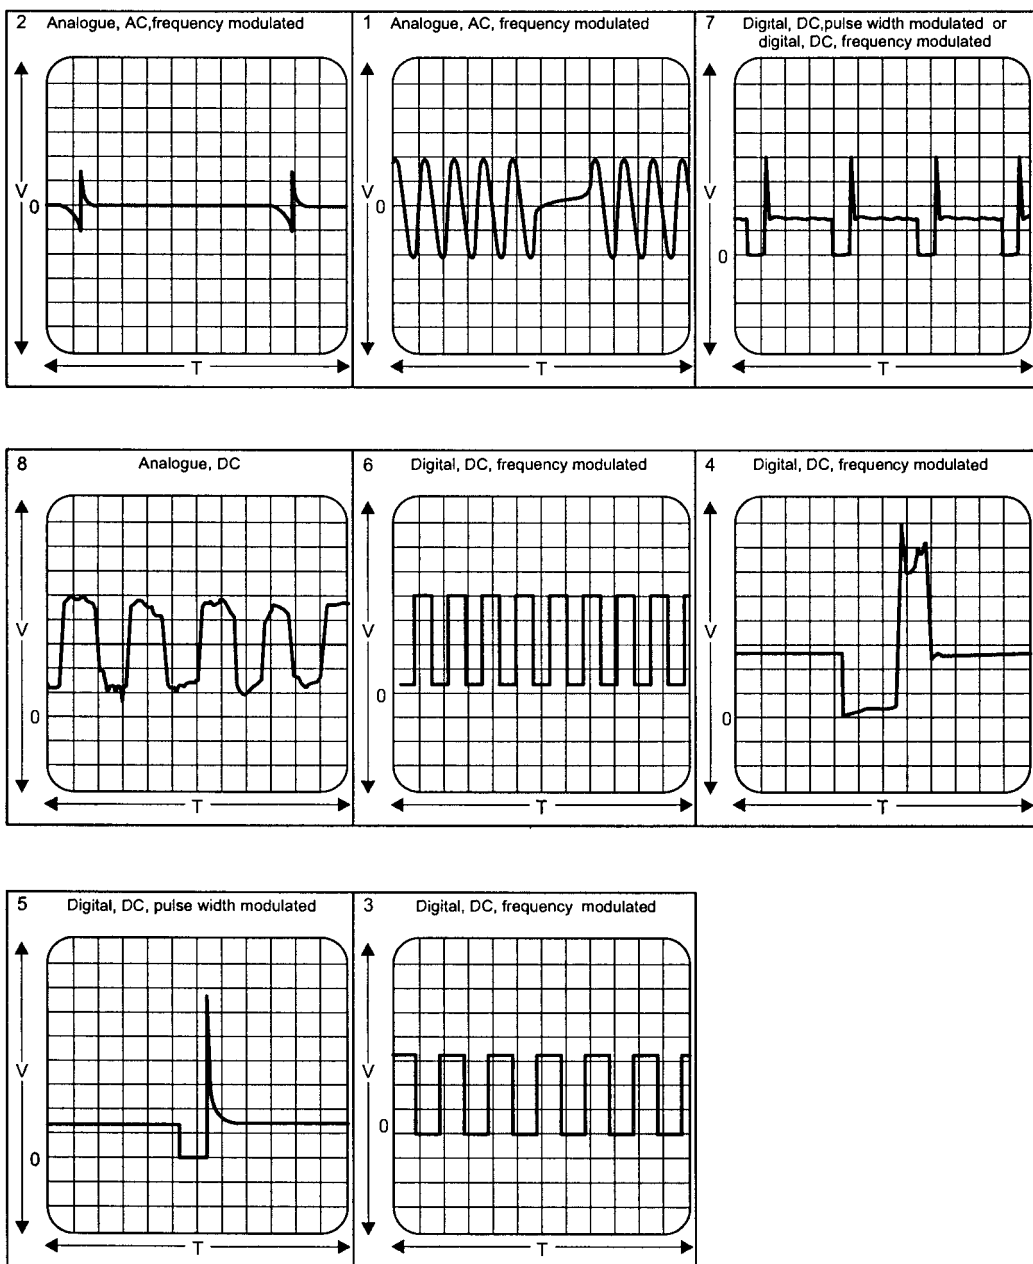 2 Analogue, AC,frequency modulated
V
0
T
1 Analogue, AC, frequency modulated
V
0
T
7 Digital, DC,pulse width modulated or
digital, DC, frequency modulated
V
0
T
8 Analogue, DC
V
0
T
6 Digital, DC, frequency modulated
V
0
T
4 Digital, DC, frequency modulated
V
0
T
5 Digital, DC, pulse width modulated
V
0
T
3 Digital, DC, frequency modulated
V
0
T